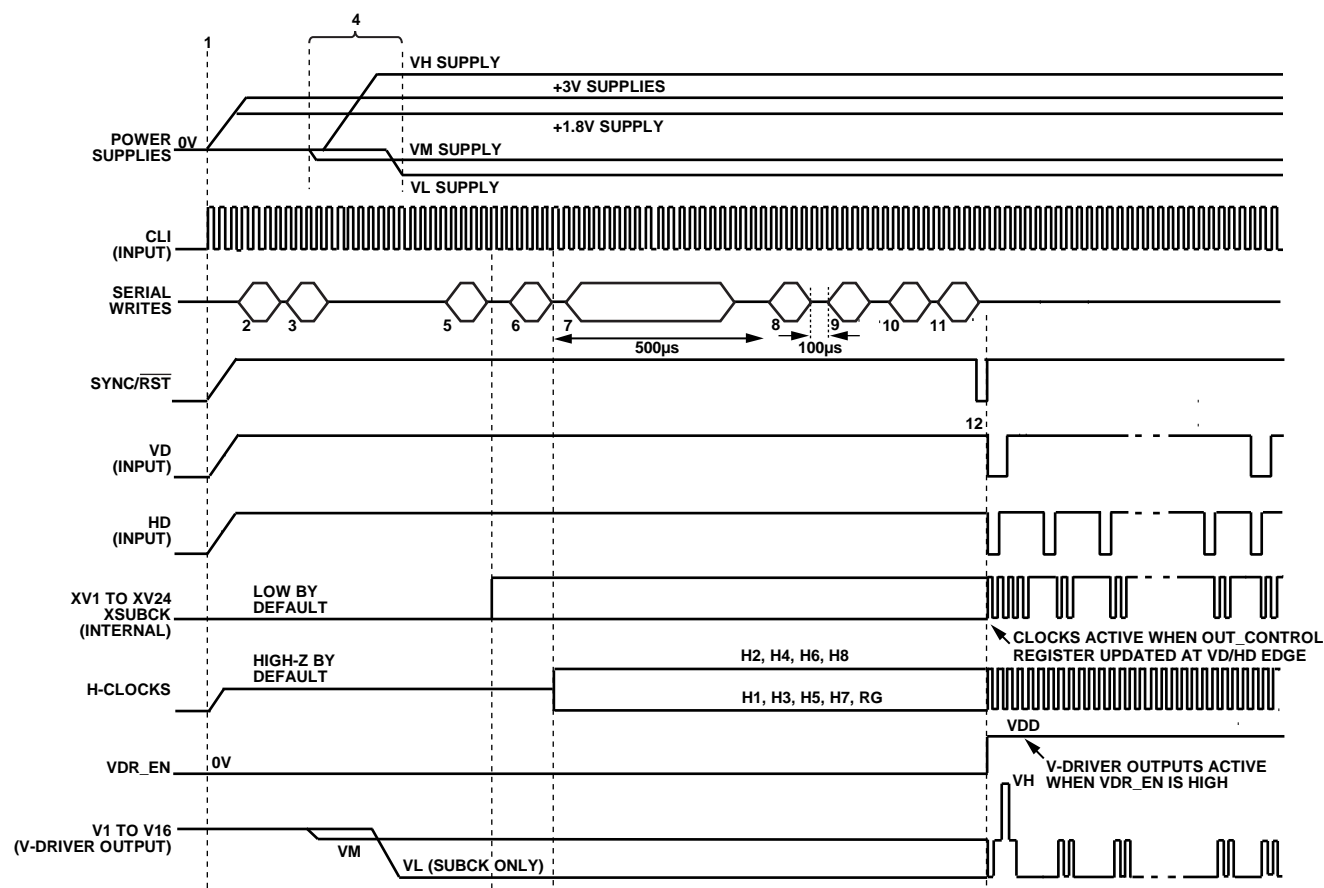 4
1
VH SUPPLY
+3V SUPPLIES
+1.8V SUPPLY
POWER
SUPPLIES
0V
VM SUPPLY
VL SUPPLY
CLI
(INPUT)
SERIAL
WRITES
2
3
5
6
7
8
9
10
11
500µs
100µs
SYNC/RST
12
VD
(INPUT)
HD
(INPUT)
XV1 TO XV24
XSUBCK
(INTERNAL)
LOW BY
DEFAULT
CLOCKS ACTIVE WHEN OUT_CONTROL
REGISTER UPDATED AT VD/HD EDGE
H-CLOCKS
HIGH-Z BY
DEFAULT
H2, H4, H6, H8
H1, H3, H5, H7, RG
VDD
VDR_EN
0V
V-DRIVER OUTPUTS ACTIVE
WHEN VDR_EN IS HIGH
VH
V1 TO V16
(V-DRIVER OUTPUT)
VM
VL (SUBCK ONLY)